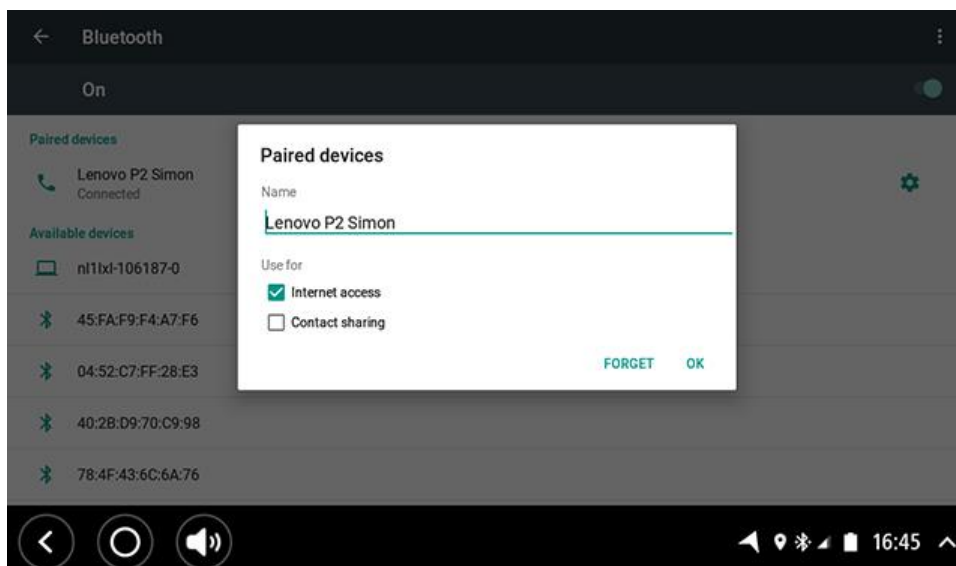 Bluetooth
On
Paired devices
Lenovo P2 Simon
Connected
Available devices
nl1lxl-106187-0
45:FA:F9:F4:A7:F6
04:52:C7:FF:28:E3
40:2B:D9:70:C9:98
78:4F:43:6C:6A:76
Paired devices
Name
Lenovo P2 Simon
Use for
Internet access
Contact sharing
FORGET OK
16:45